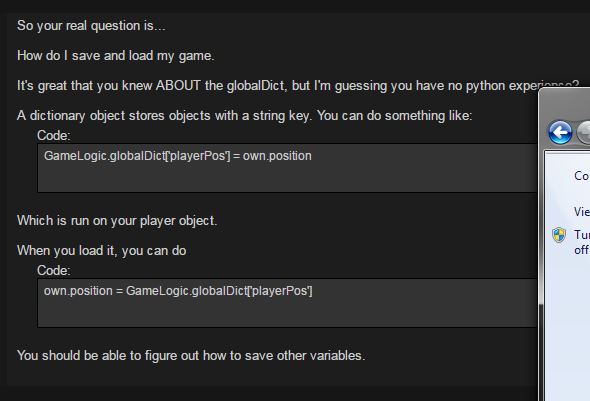 So your real question is...
How do I save and load my game.
It's great that you knew ABOUT the globalDict, but I'm guessing you have no python experience?
A dictionary object stores objects with a string key. You can do something like:
Code:
GameLogic.globalDict['playerPos'] = own.position
Which is run on your player object.
When you load it, you can do
Code:
own.position = GameLogic.globalDict['playerPos']
You should be able to figure out how to save other variables.
Co
Vie
Tur
off